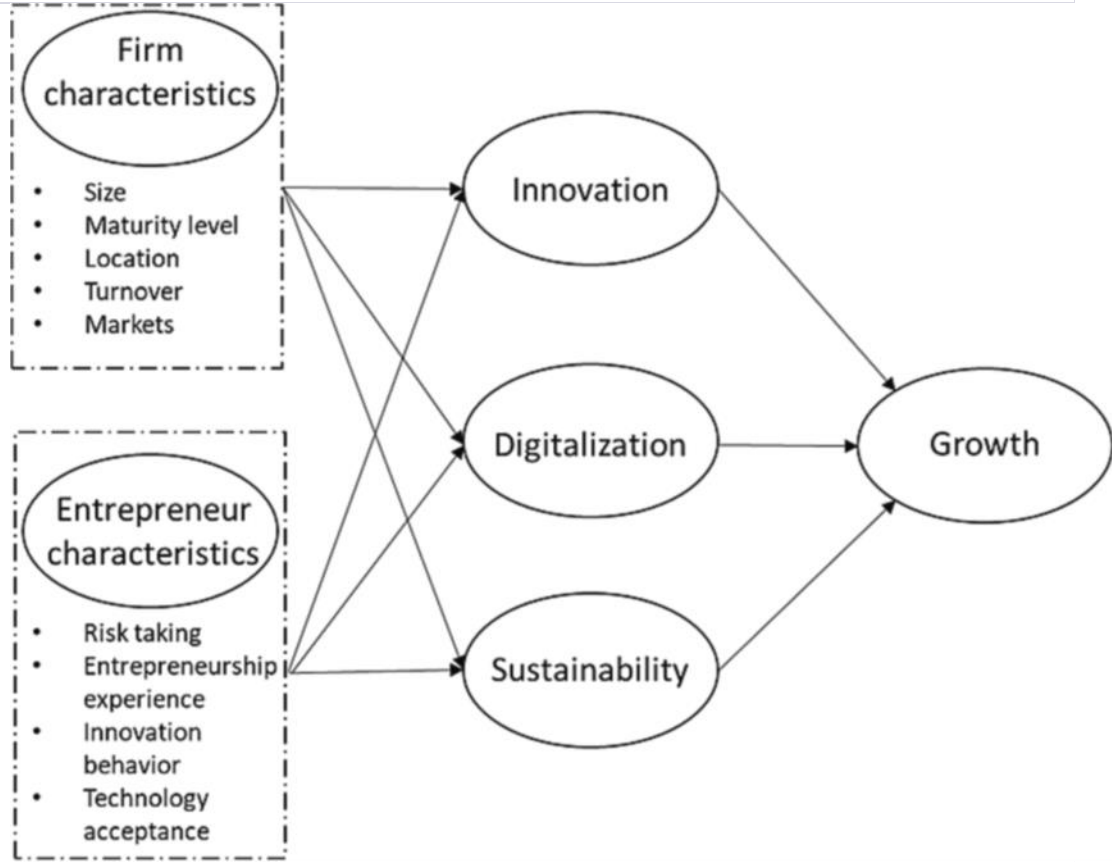 Firm
characteristics
• Size
• Maturity level
• Location
• Turnover
• Markets
Entrepreneur
characteristics
• Risk taking
• Entrepreneurship
experience
• Innovation
behavior
• Technology
acceptance
Innovation
Digitalization
Sustainability
Growth